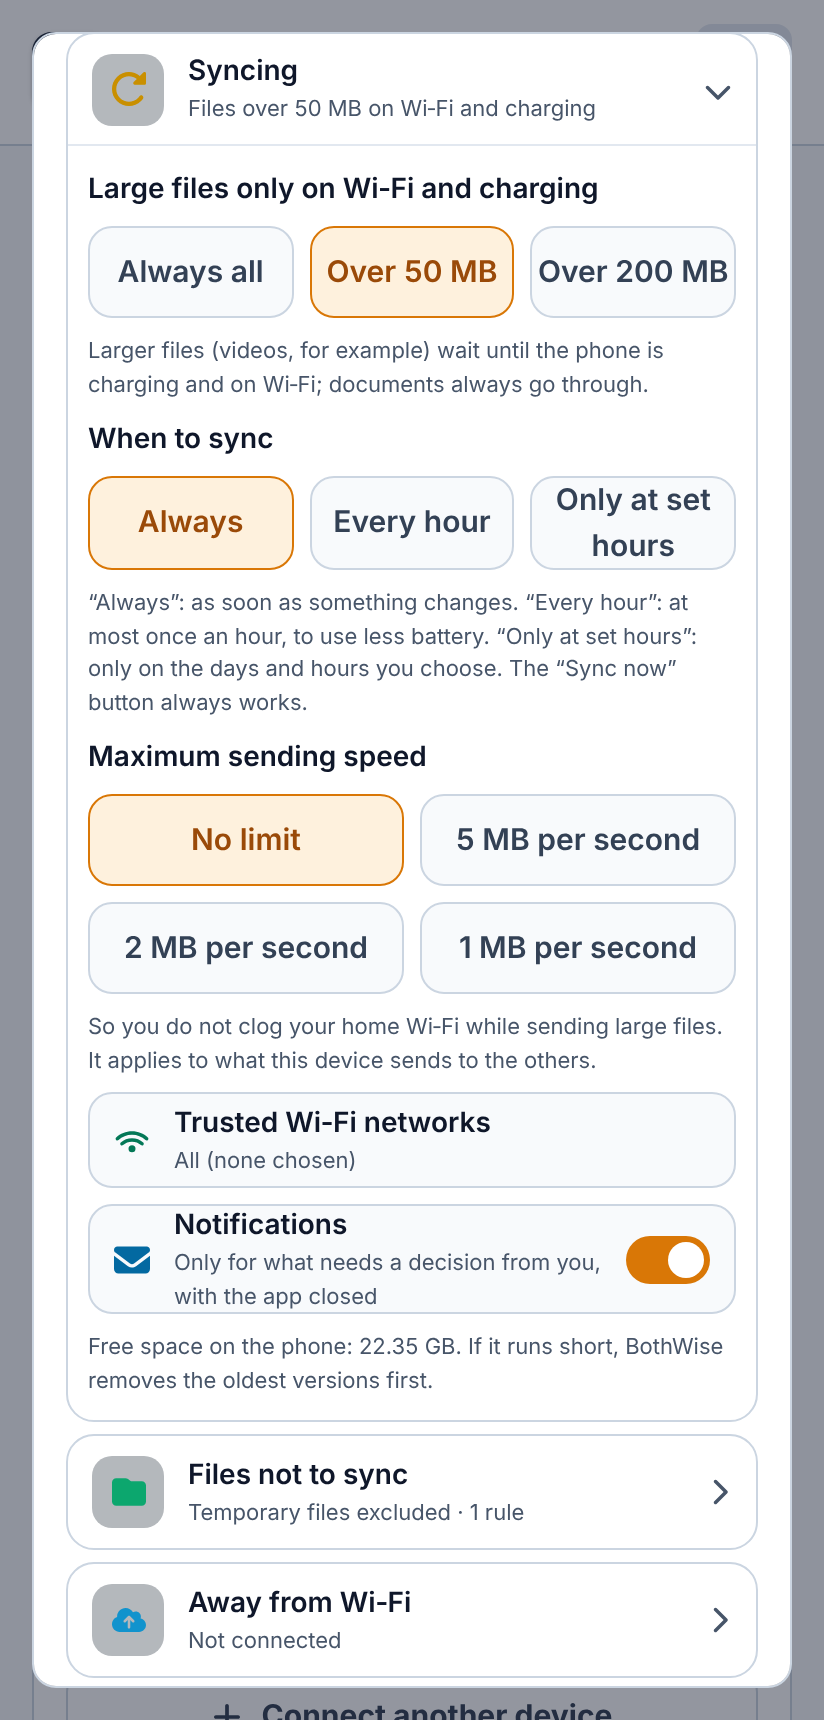 Syncing
Files over 50 MB on Wi-Fi and charging
Large files only on Wi-Fi and charging
Always all
Over 50 MB
Over 200 MB
Larger files (videos, for example) wait until the phone is
charging and on Wi-Fi; documents always go through.
When to sync
Always
Every hour
Only at set
hours
“Always”: as soon as something changes. “Every hour”: at
most once an hour, to use less battery. “Only at set hours”:
only on the days and hours you choose. The “Sync now”
button always works.
Maximum sending speed
No limit
5 MB per second
2 MB per second
1 MB per second
So you do not clog your home Wi-Fi while sending large files.
It applies to what this device sends to the others.
Trusted Wi-Fi networks
All (none chosen)
Notifications
Only for what needs a decision from you,
with the app closed
Free space on the phone: 22.35 GB. If it runs short, BothWise
removes the oldest versions first.
Files not to sync
Temporary files excluded · 1 rule
Away from Wi-Fi
Not connected
Connect another device